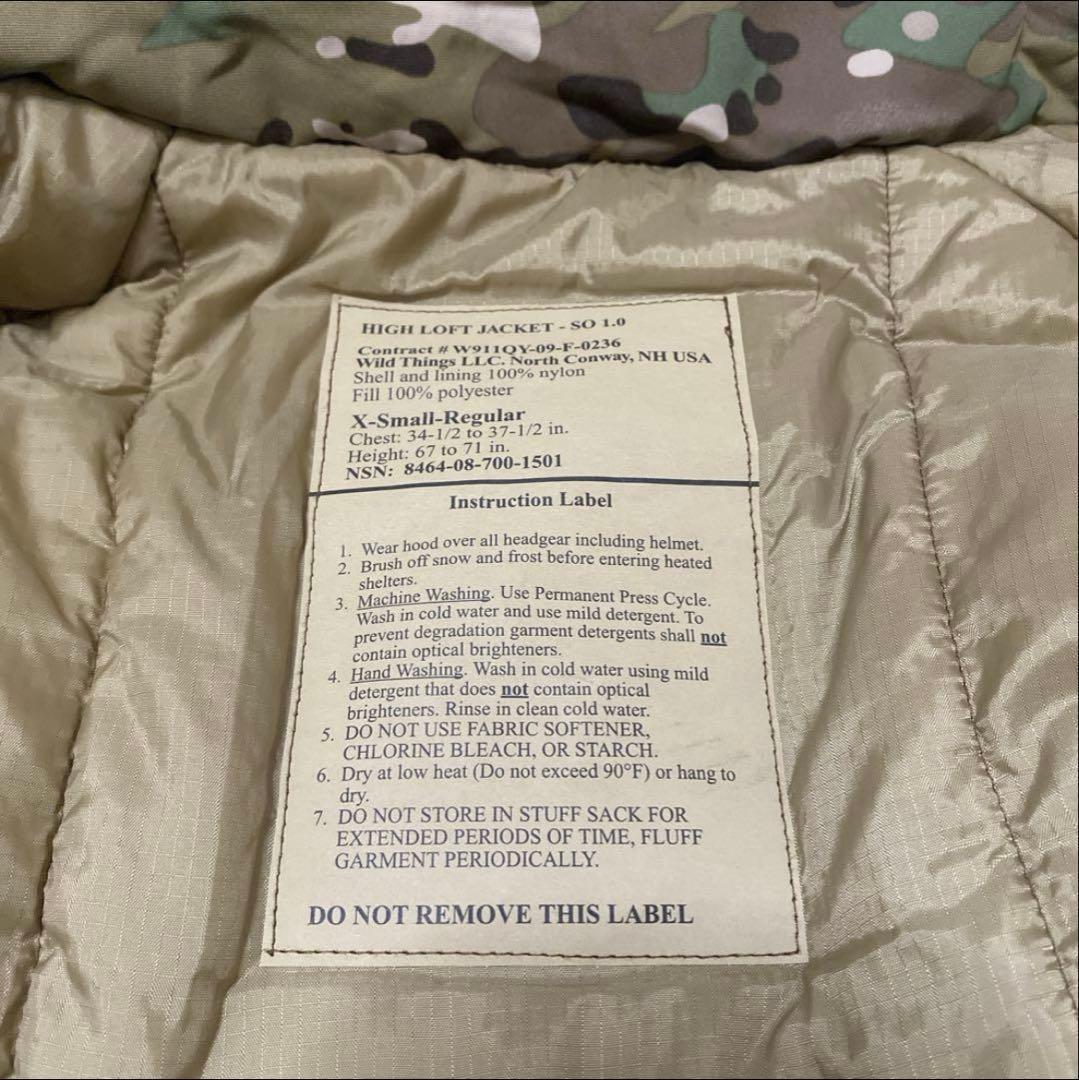 HIGH LOFT JACKET - SO 1.0
Contract # W911QY-09-F-0236
Wild Things LLC. North Conway, NH USA
Shell and lining 100% nylon
Fill 100% polyester
X-Small-Regular
Chest: 34-1/2 to 37-1/2 in.
Height: 67 to 71 in.
NSN: 8464-08-700-1501
Instruction Label
1. Wear hood over all headgear including helmet.
2. Brush off snow and frost before entering heated
shelters.
3. Machine Washing. Use Permanent Press Cycle.
Wash in cold water and use mild detergent. To
prevent degradation garment detergents shall not
contain optical brighteners.
4. Hand Washing. Wash in cold water using mild
detergent that does not contain optical
brighteners. Rinse in clean cold water.
5. DO NOT USE FABRIC SOFTENER,
CHLORINE BLEACH, OR STARCH.
6. Dry at low heat (Do not exceed 90°F) or hang to
dry.
7. DO NOT STORE IN STUFF SACK FOR
EXTENDED PERIODS OF TIME, FLUFF
GARMENT PERIODICALLY.
DO NOT REMOVE THIS LABEL